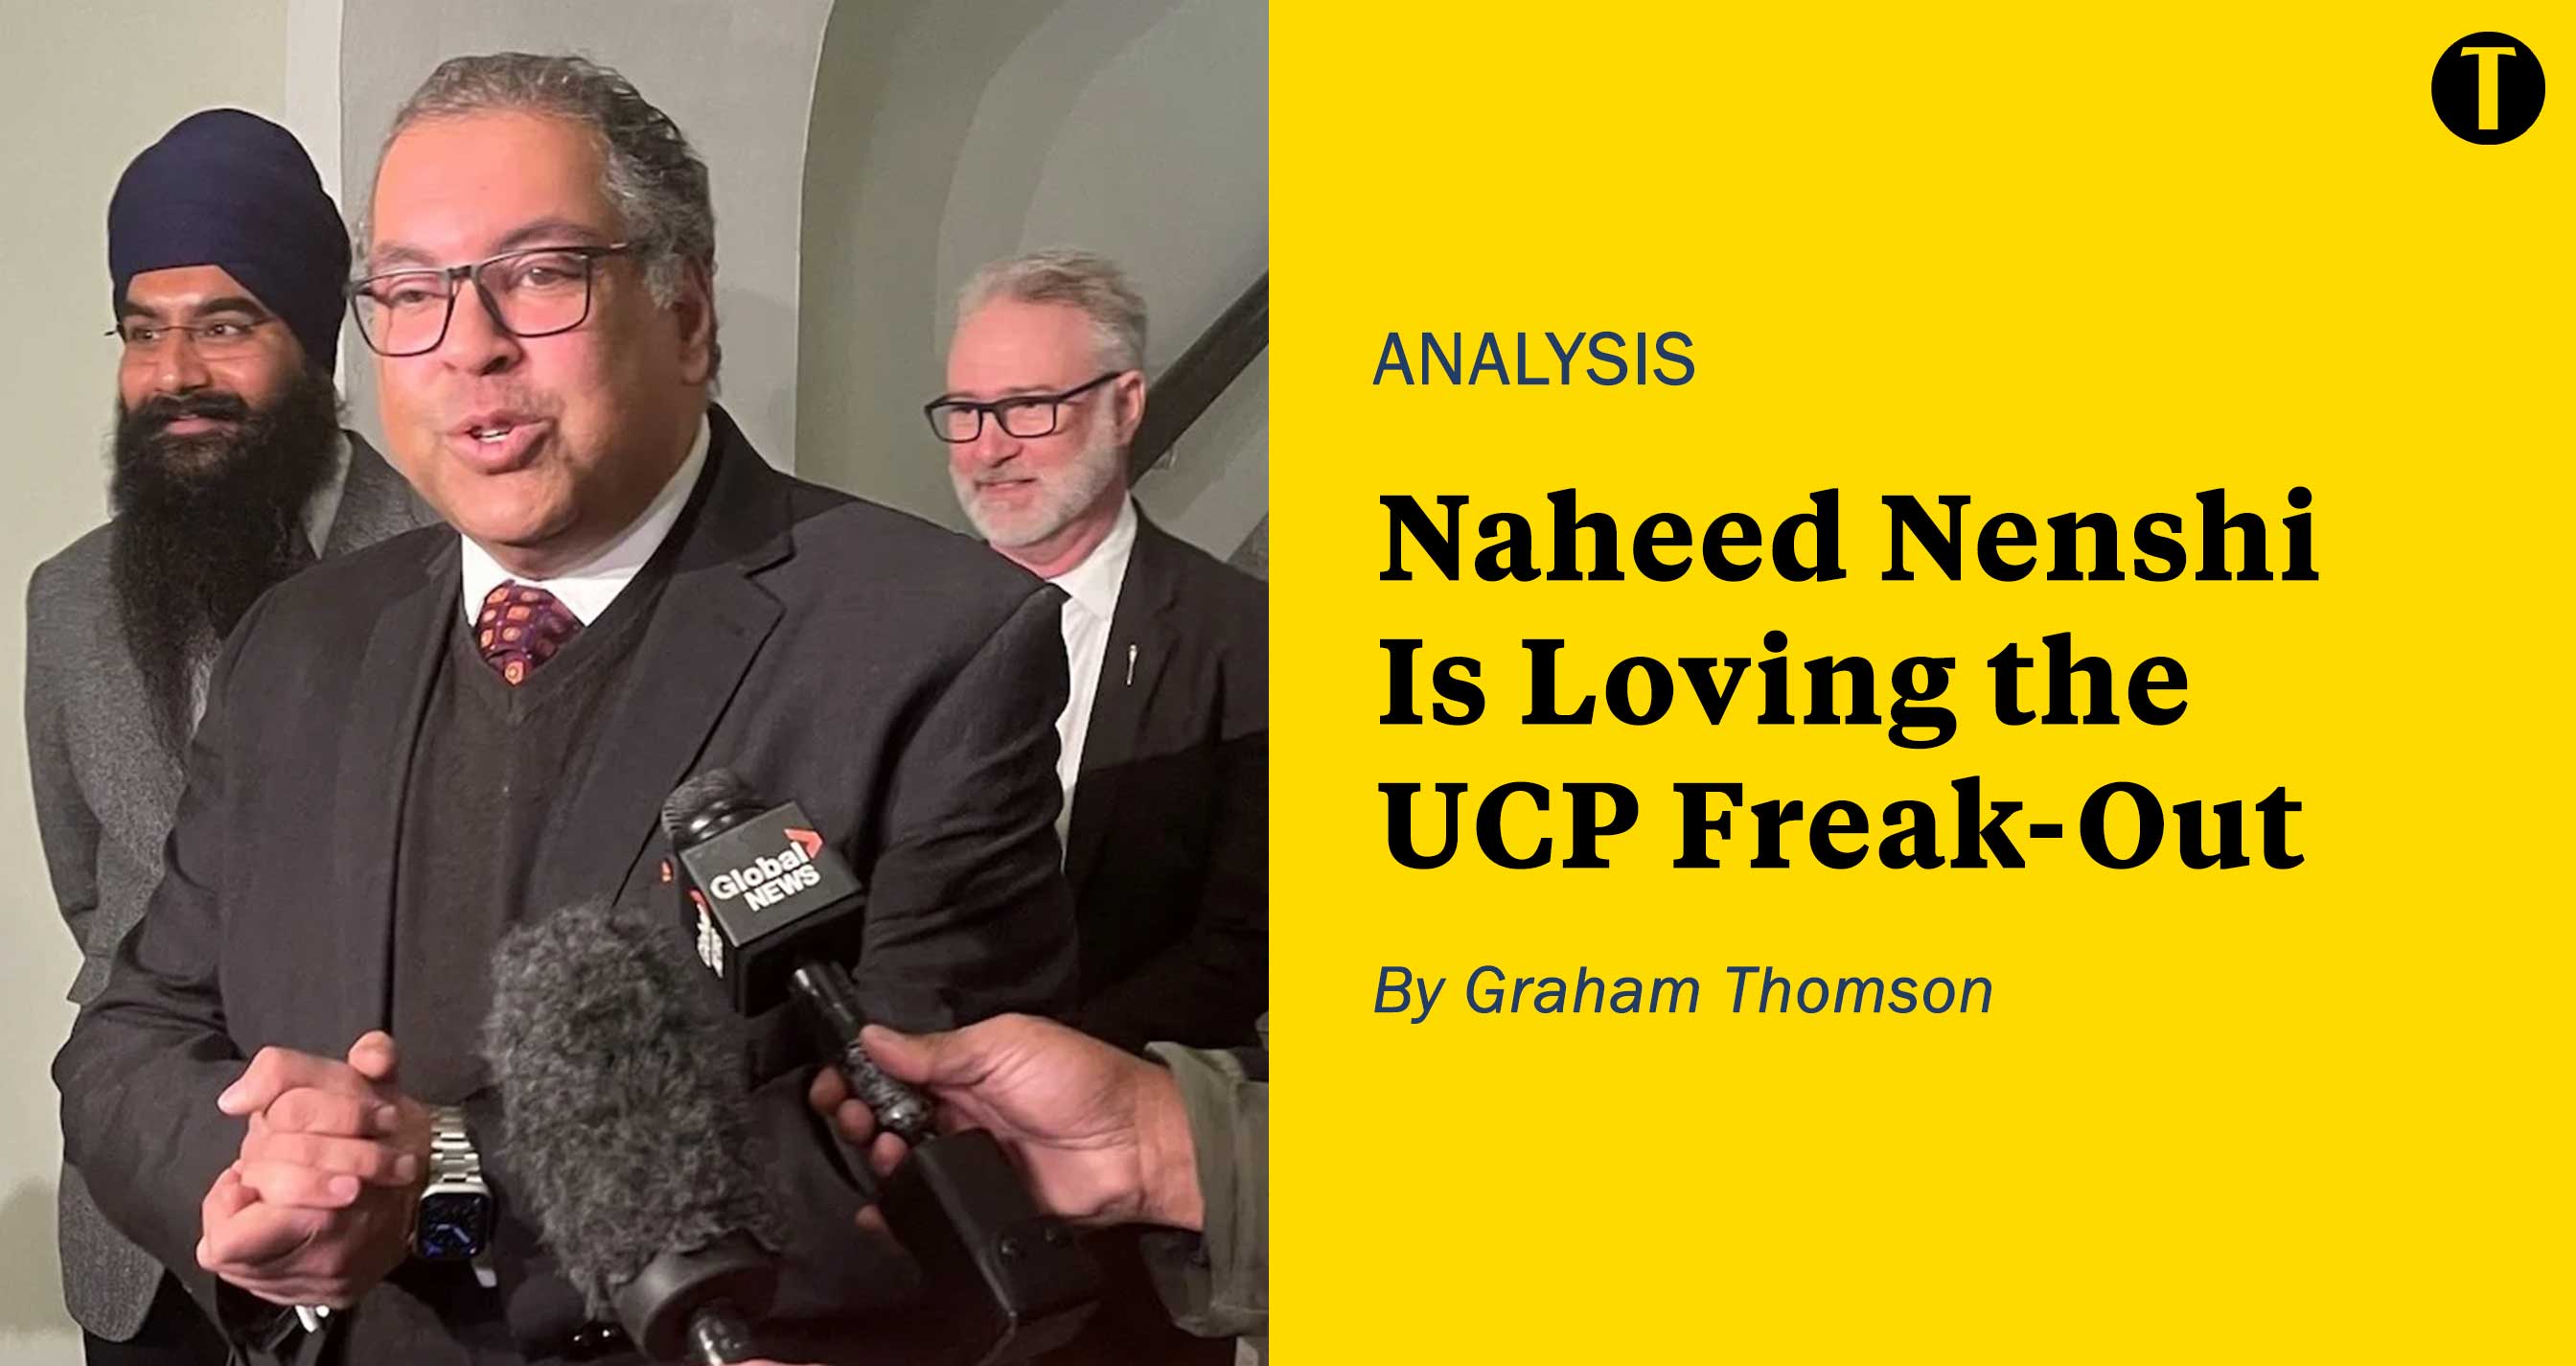 T
ANALYSIS
Naheed Nenshi
Is Loving the
UCP Freak-Out
By Graham Thomson
Global
NEWS